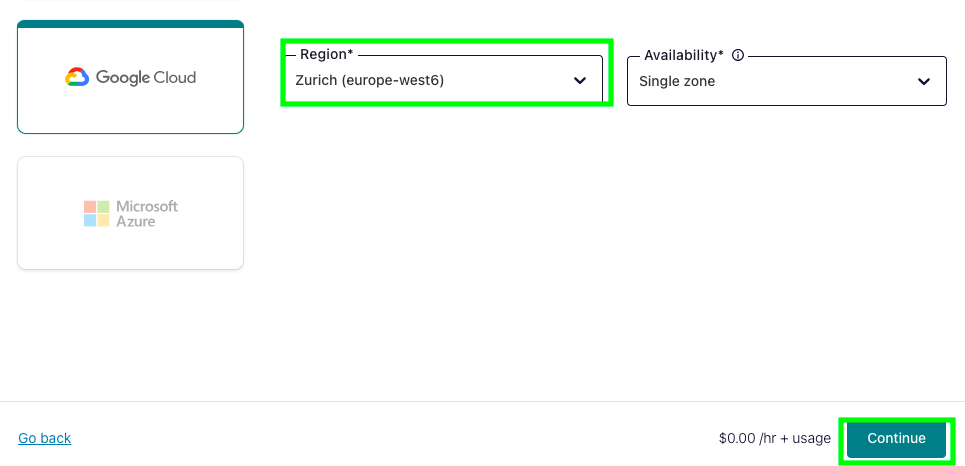 Google Cloud
Region*
Zurich (europe-west6)
Availability*
Single zone
Microsoft
Azure
Go back
$0.00 /hr + usage
Continue